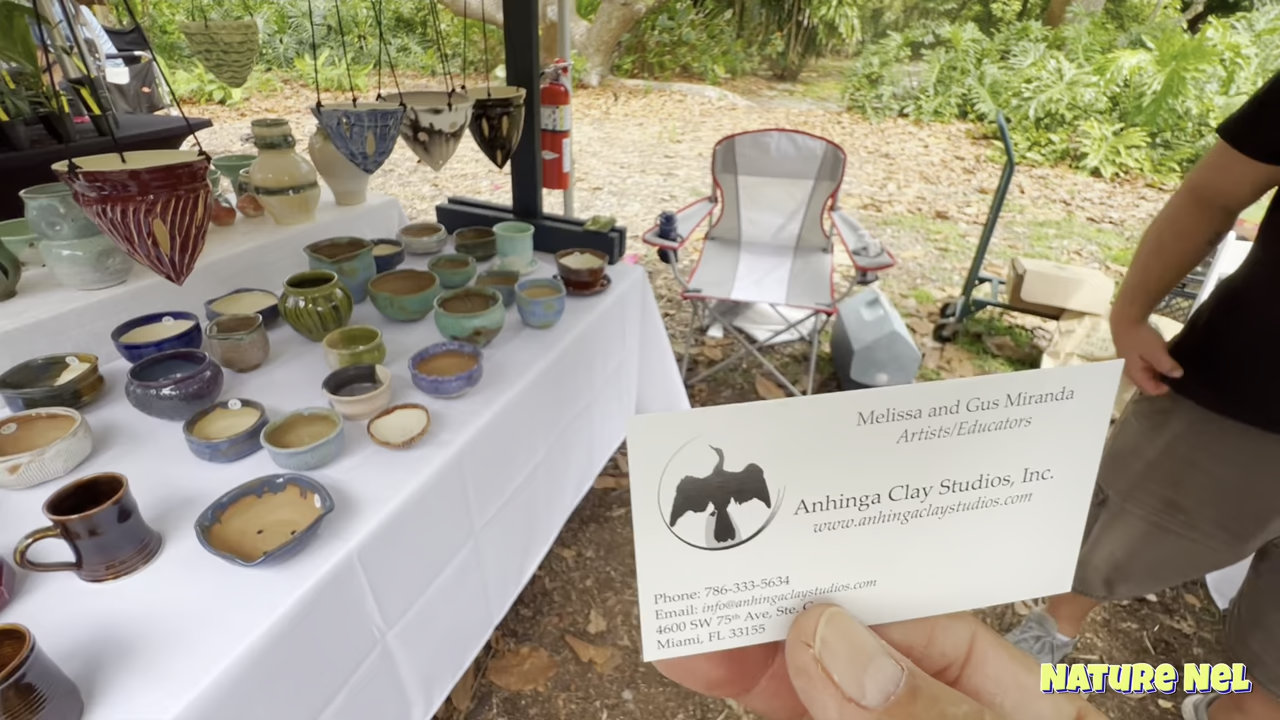 Melissa and Gus Miranda
Artists/Educators
Anhinga Clay Studios, Inc.
www.anhingaclaystudios.com
Phone: 786-333-5634
Email: info@anhingaclaystudios.com
4600 SW 75th Ave, Ste.
Miami, FL 33155
NATURE NEL